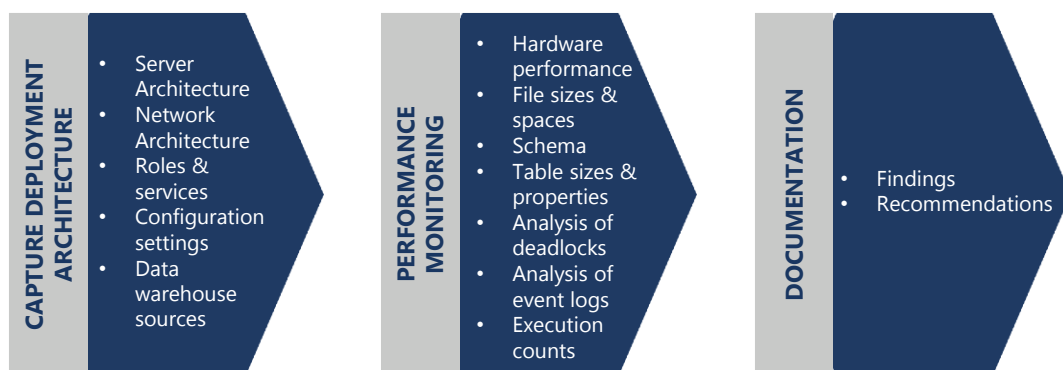 CAPTURE DEPLOYMENT
ARCHITECTURE
• Server
Architecture
• Network
Architecture
• Roles &
services
• Configuration
settings
• Data
warehouse
sources
PERFORMANCE
MONITORING
• Hardware
performance
• File sizes &
spaces
• Schema
• Table sizes &
properties
• Analysis of
deadlocks
• Analysis of
event logs
• Execution
counts
DOCUMENTATION
• Findings
• Recommendations